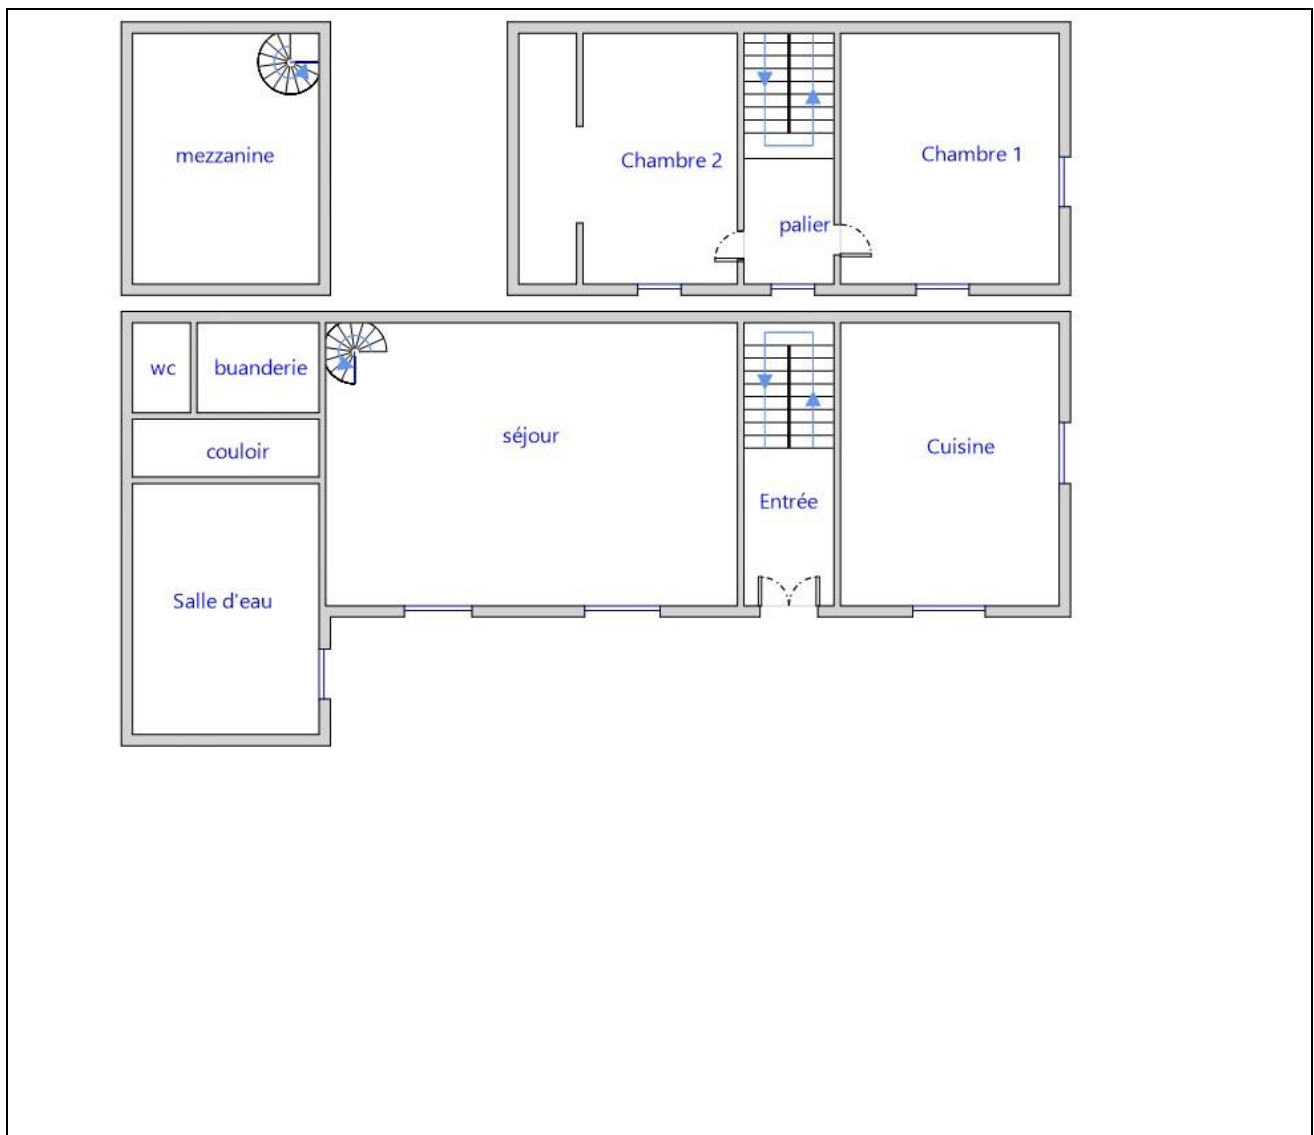 mezzanine
Chambre 2
Chambre 1
palier
wc
buanderie
couloir
séjour
Cuisine
Entrée
Salle d'eau